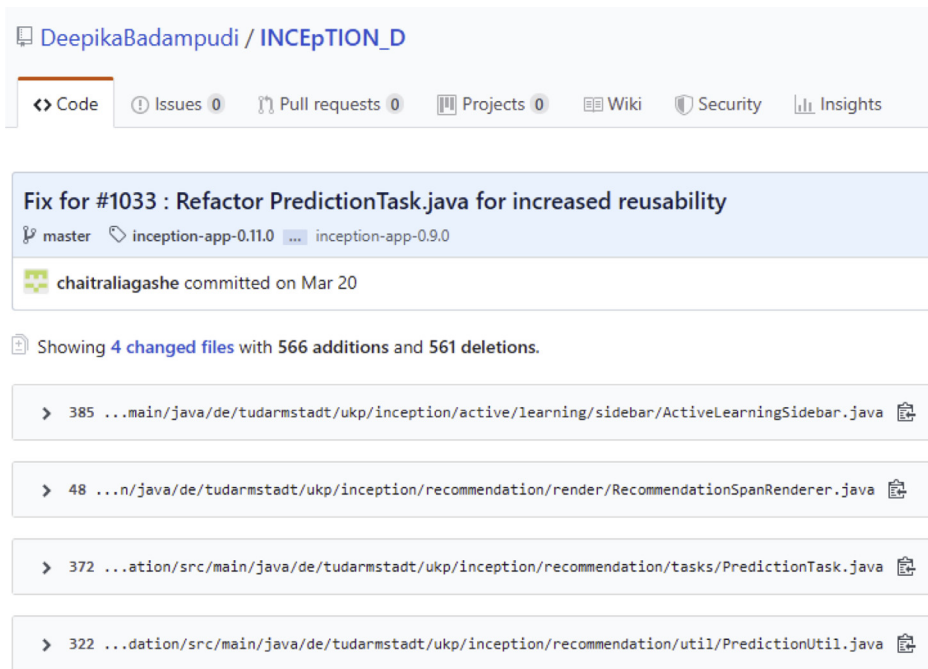 DeepikaBadampudi / INCEpTION_D
Code Issues 0 Pull requests 0 Projects 0 Wiki Security Insights
Fix for #1033 : Refactor PredictionTask.java for increased reusability
master inception-app-0.11.0 ... inception-app-0.9.0
chaitraliagashe committed on Mar 20
Showing 4 changed files with 566 additions and 561 deletions.
385 ...main/java/de/tudarmstadt/ukp/inception/active/learning/sidebar/ActiveLearningSidebar.java
48 ...n/java/de/tudarmstadt/ukp/inception/recommendation/render/RecommendationSpanRenderer.java
372 ...ation/src/main/java/de/tudarmstadt/ukp/inception/recommendation/tasks/PredictionTask.java
322 ...dation/src/main/java/de/tudarmstadt/ukp/inception/recommendation/util/PredictionUtil.java